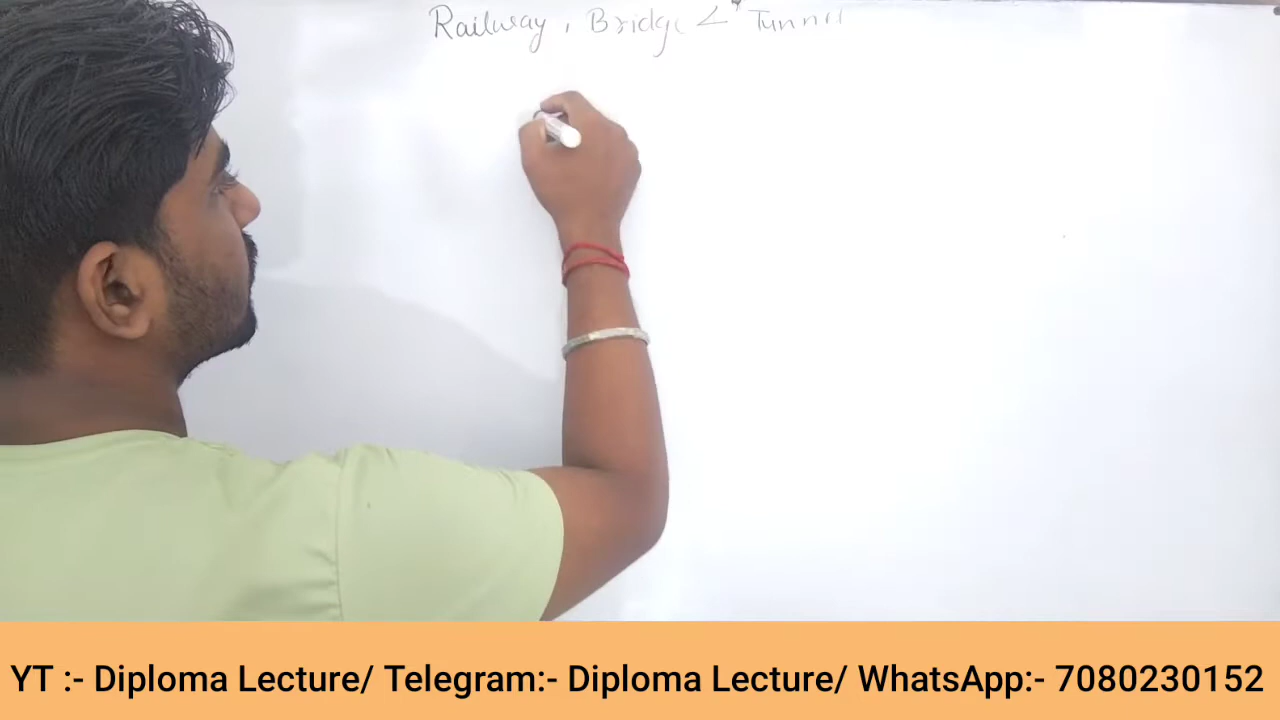 Railway, Bridge & Tunnel
YT :- Diploma Lecture/ Telegram:- Diploma Lecture/ WhatsApp:- 7080230152